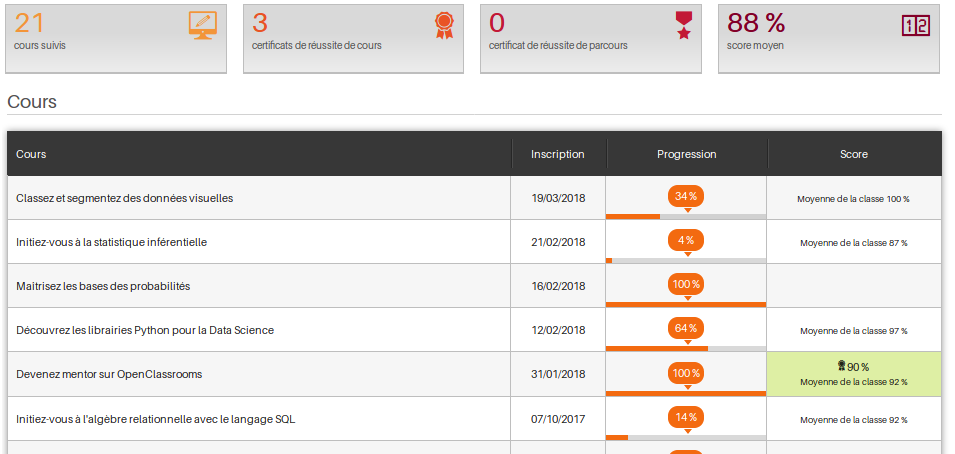 21
cours suivis
3
certificats de réussite de cours
0
certificat de réussite de parcours
88 %
score moyen
12
Cours
Cours Inscription Progression Score
Classez et segmentez des données visuelles 19/03/2018 34 % Moyenne de la classe 100 %
Initiez-vous à la statistique inférentielle 21/02/2018 4 % Moyenne de la classe 87 %
Maitrisez les bases des probabilités 16/02/2018 100 %
Découvrez les librairies Python pour la Data Science 12/02/2018 64 % Moyenne de la classe 97 %
Devenez mentor sur OpenClassrooms 31/01/2018 100 % 90 %
Moyenne de la classe 92 %
Initiez-vous à l'algèbre relationnelle avec le langage SQL 07/10/2017 14 % Moyenne de la classe 92 %